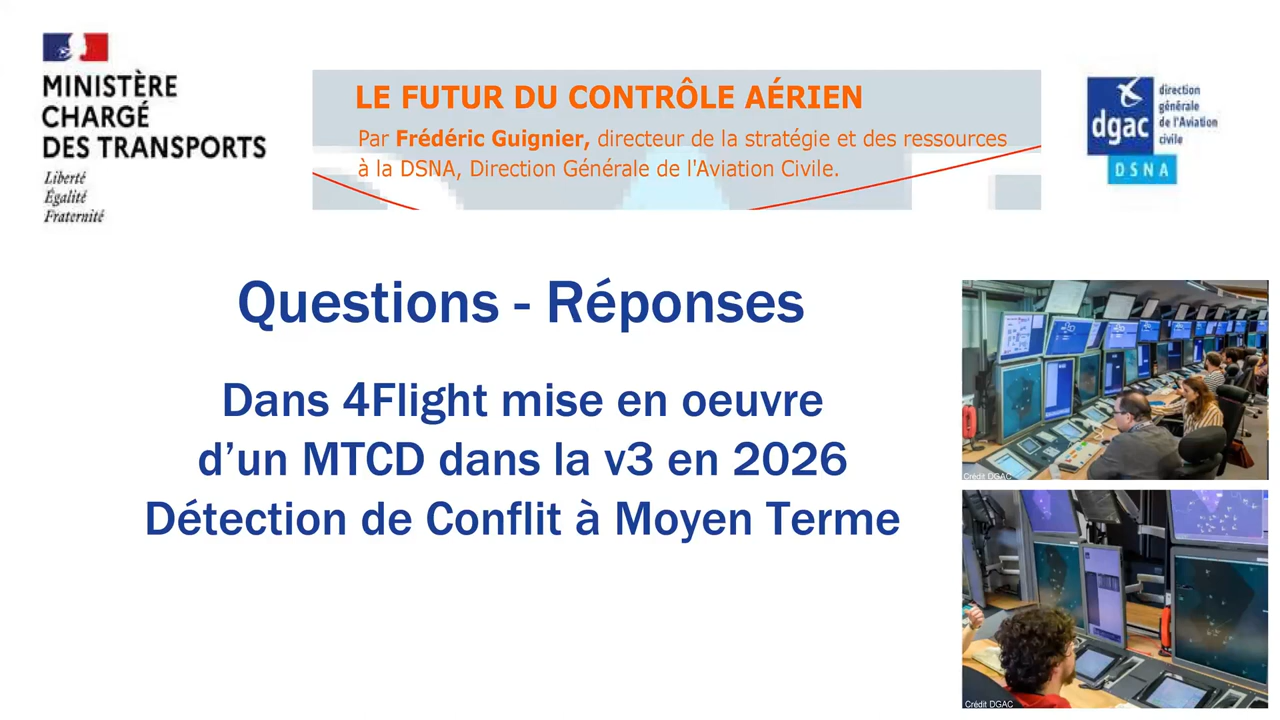 MINISTÈRE
CHARGÉ
DES TRANSPORTS
Liberté
Égalité
Fraternité
LE FUTUR DU CONTRÔLE AÉRIEN
Par Frédéric Guignier, directeur de la stratégie et des ressources
à la DSNA, Direction Générale de l'Aviation Civile.
dgac
direction
générale
de l'Aviation
civile
DSNA
Questions - Réponses
Dans 4Flight mise en oeuvre
d’un MTCD dans la v3 en 2026
Détection de Conflit à Moyen Terme
Crédit DGAC
Crédit DGAC